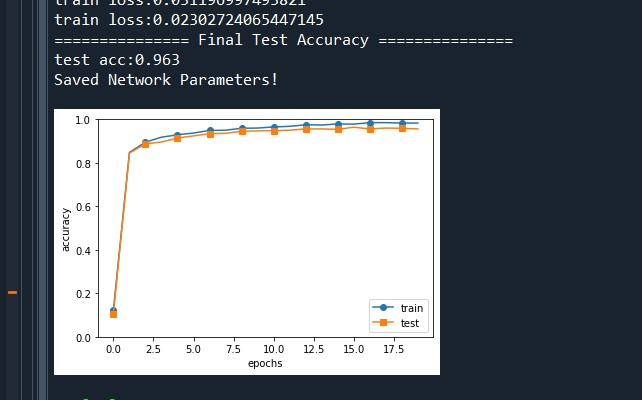 train loss:0.02302724065447145
=============== Final Test Accuracy ===============
test acc:0.963
Saved Network Parameters!
1.0
0.8
0.6
0.4
0.2
0.0
accuracy
train
test
0.0 2.5 5.0 7.5 10.0 12.5 15.0 17.5
epochs